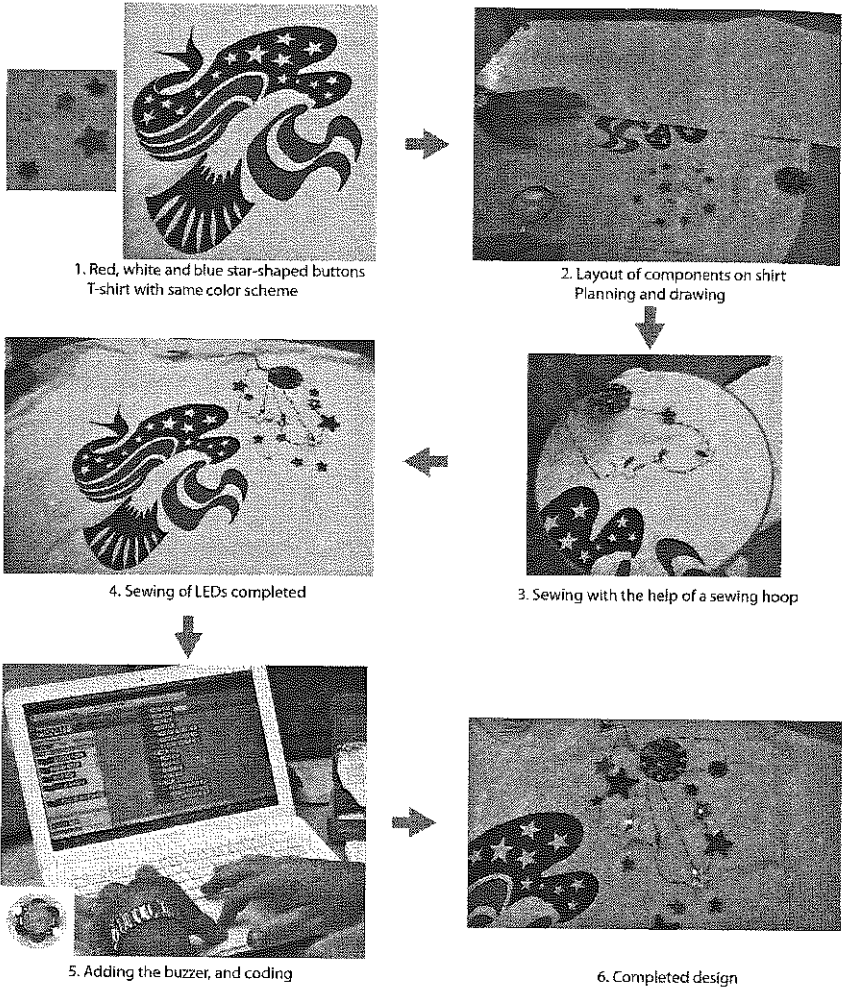 1. Red, white and blue star-shaped buttons
T-shirt with same color scheme
2. Layout of components on shirt
Planning and drawing
3. Sewing with the help of a sewing hoop
4. Sewing of LEDs completed
5. Adding the buzzer, and coding
6. Completed design